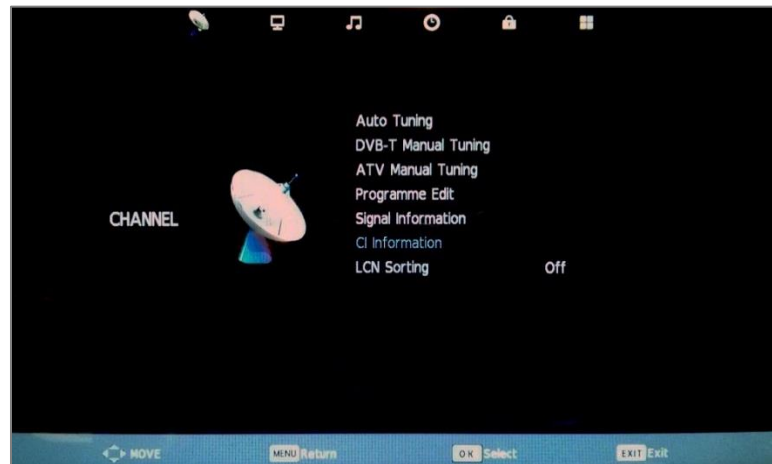 Auto Tuning
DVB-T Manual Tuning
ATV Manual Tuning
Programme Edit
Signal Information
CHANNEL
CI Information
LCN Sorting Off
MOVE MENU Return OK Select EXIT Exit